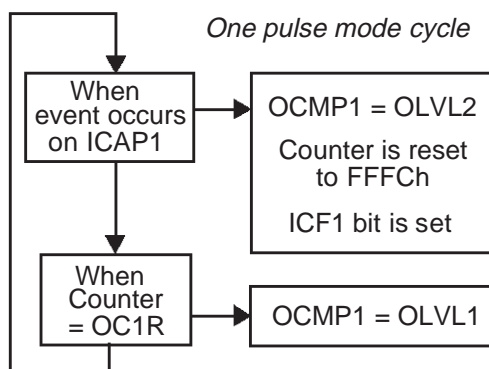 One pulse mode cycle
When
event occurs
on ICAP1
OCMP1 = OLVL2
Counter is reset
to FFFCh
ICF1 bit is set
When
Counter
= OC1R
OCMP1 = OLVL1